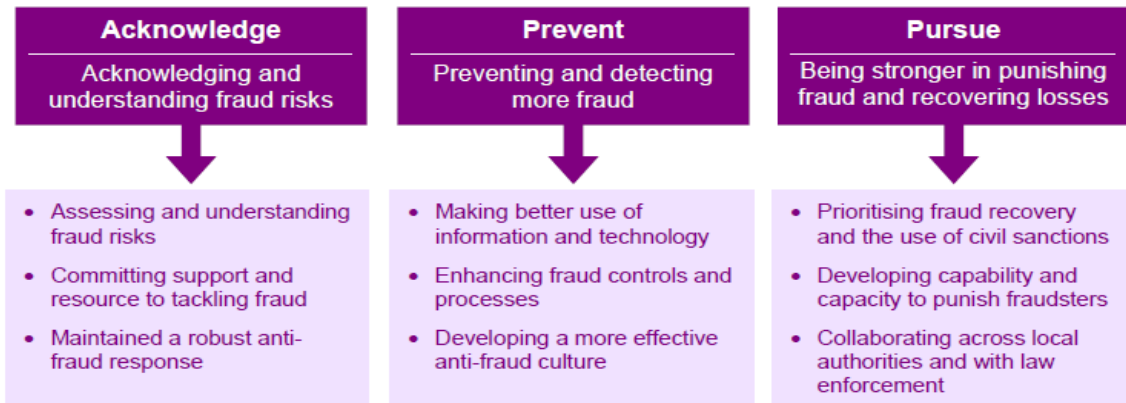 Acknowledge
Acknowledging and
understanding fraud risks
• Assessing and understanding
fraud risks
• Committing support and
resource to tackling fraud
• Maintained a robust anti-
fraud response
Prevent
Preventing and detecting
more fraud
• Making better use of
information and technology
• Enhancing fraud controls and
processes
• Developing a more effective
anti-fraud culture
Pursue
Being stronger in punishing
fraud and recovering losses
• Prioritising fraud recovery
and the use of civil sanctions
• Developing capability and
capacity to punish fraudsters
• Collaborating across local
authorities and with law
enforcement